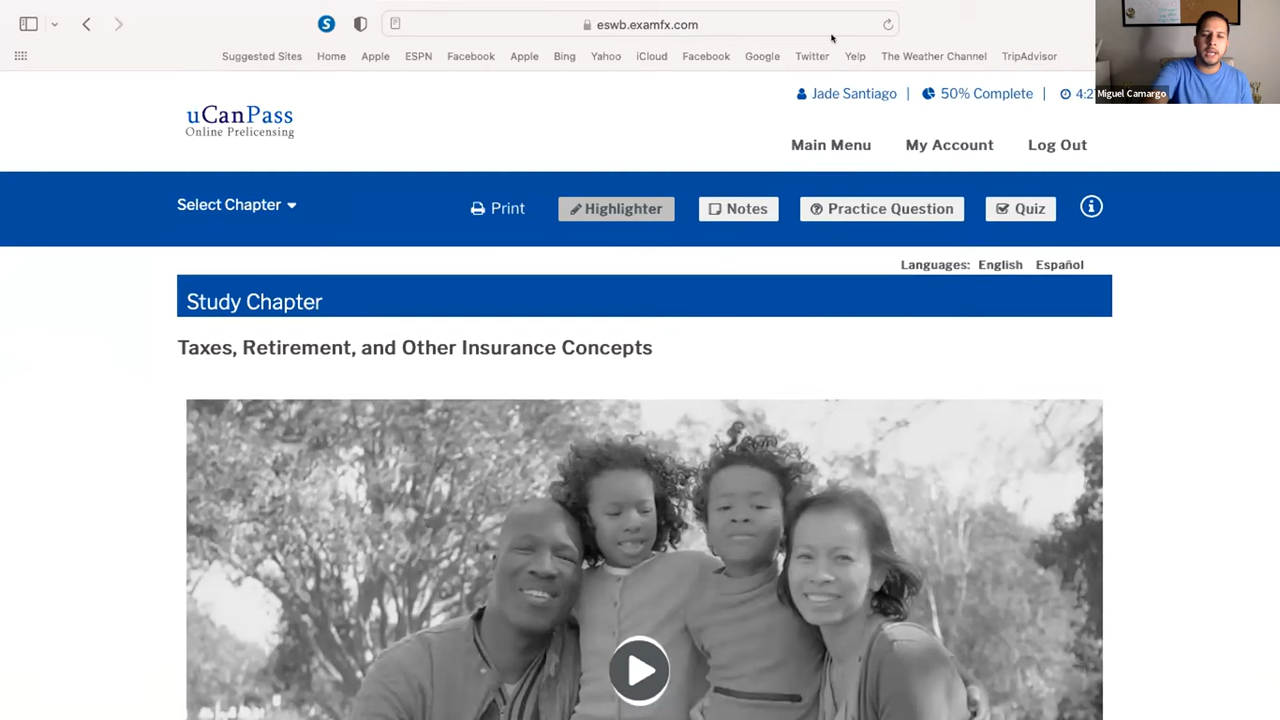 eswb.examfx.com
Suggested Sites Home Apple ESPN Facebook Apple Bing Yahoo iCloud Facebook Google Twitter Yelp The Weather Channel TripAdvisor
Miguel Camargo
Jade Santiago | 50% Complete | 4:2
uCanPass
Online Prelicensing
Main Menu My Account Log Out
Select Chapter Print Highlighter Notes Practice Question Quiz
Languages: English Español
Study Chapter
Taxes, Retirement, and Other Insurance Concepts